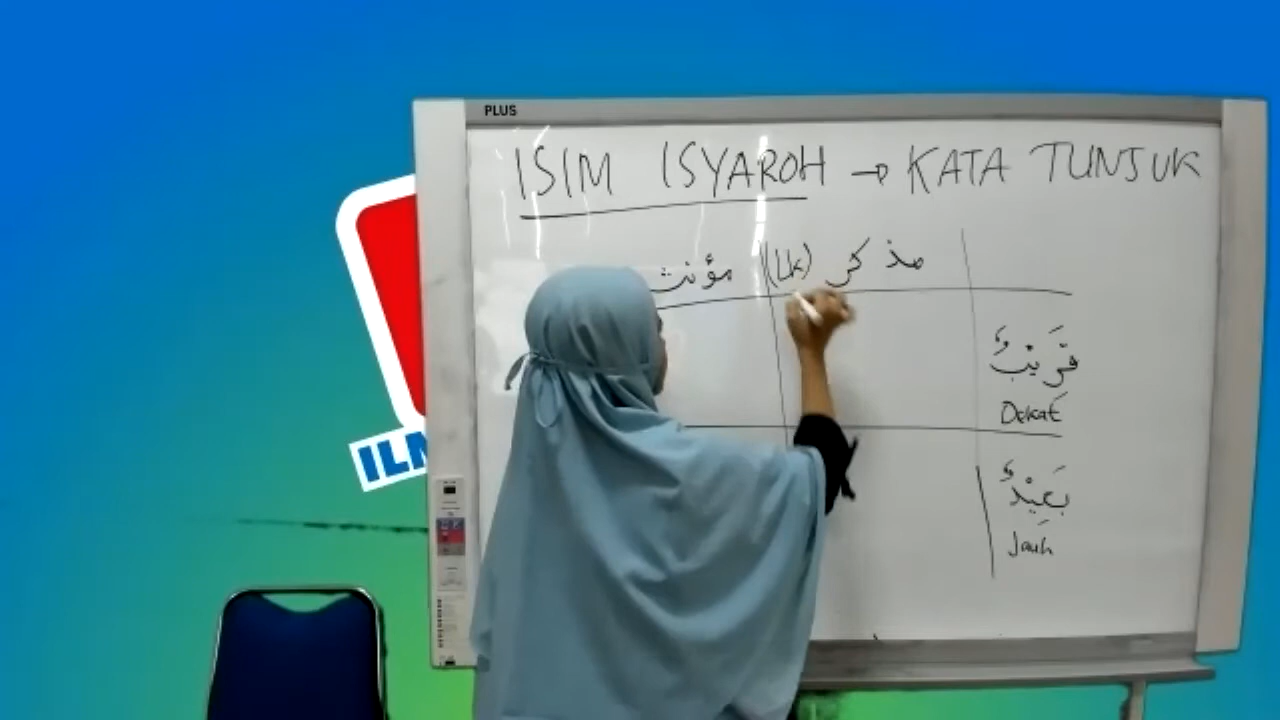 PLUS
ISIM ISYAROH → KATA TUNJUK
مذكر (Lk) مؤنث
قَرِيْبٌ
Dekat
بَعِيْدٌ
Jauh